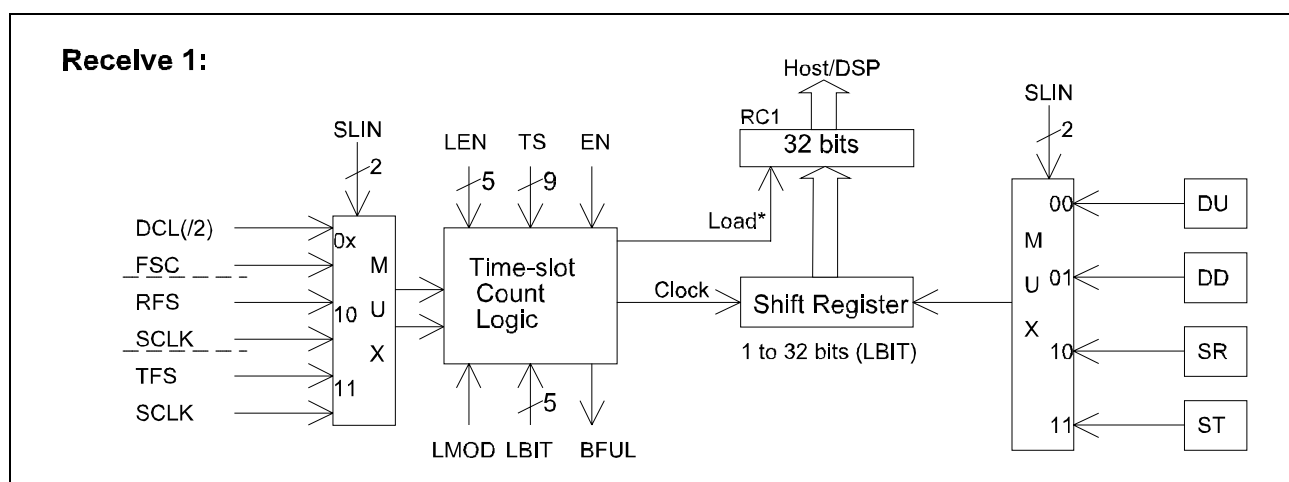 Receive 1:
Host/DSP
SLIN
2
LEN
5
TS
9
EN
RC1
32 bits
SLIN
2
DCL(/2)
FSC
RFS
SCLK
TFS
SCLK
0x
10
11
M
U
X
Time-slot
Count
Logic
Load*
Clock
Shift Register
1 to 32 bits (LBIT)
LMOD
LBIT
5
BFUL
00
01
10
11
M
U
X
DU
DD
SR
ST